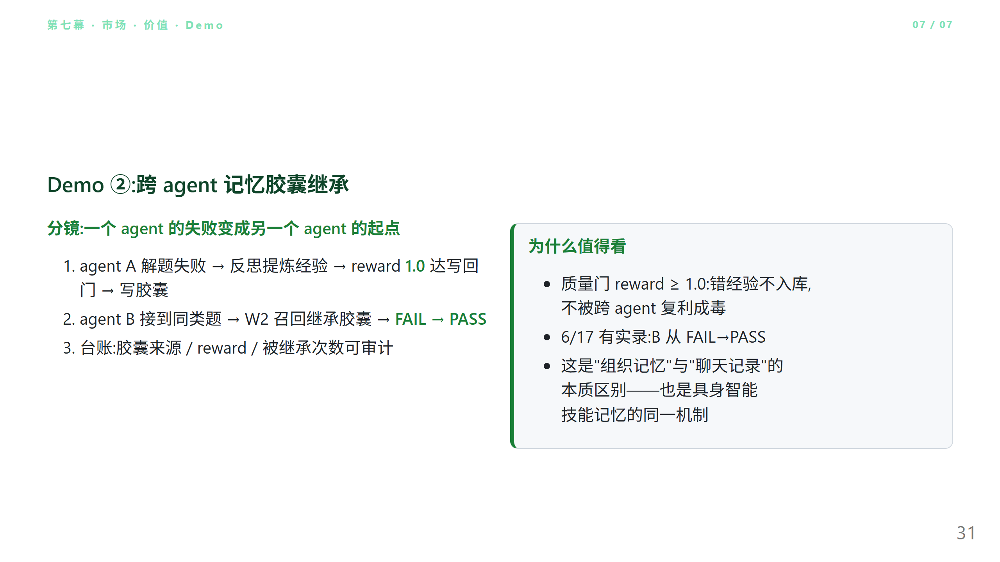 第七幕 · 市场 · 价值 · Demo
07 / 07
Demo ②:跨 agent 记忆胶囊继承
分镜:一个 agent 的失败变成另一个 agent 的起点
1. agent A 解题失败 → 反思提炼经验 → reward 1.0 达写回
门 → 写胶囊
2. agent B 接到同类题 → W2 召回继承胶囊 → FAIL → PASS
3. 台账:胶囊来源 / reward / 被继承次数可审计
为什么值得看
• 质量门 reward ≥ 1.0:错经验不入库,
不被跨 agent 复利成毒
• 6/17 有实录:B 从 FAIL→PASS
• 这是"组织记忆"与"聊天记录"的
本质区别——也是具身智能
技能记忆的同一机制
31